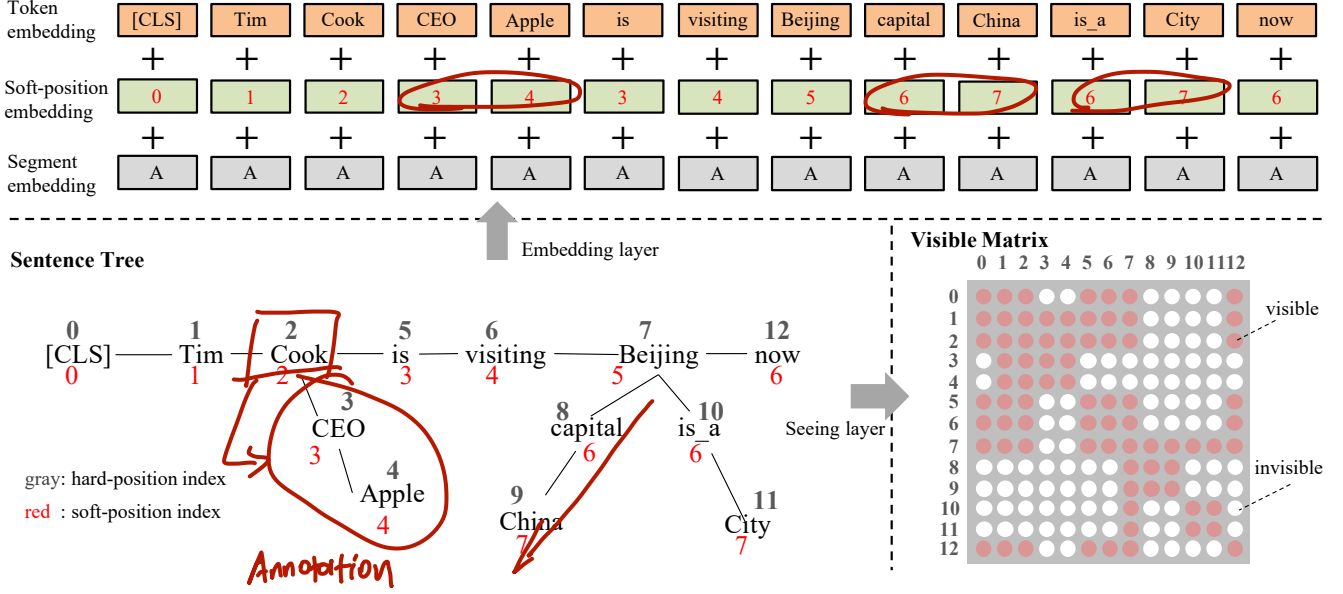 Token embedding [CLS] Tim Cook CEO Apple is visiting Beijing capital China is_a City now
+ + + + + + + + + + + + +
Soft-position embedding 0 1 2 3 4 3 4 5 6 7 6 7 6
+ + + + + + + + + + + + +
Segment embedding A A A A A A A A A A A A A
Embedding layer
Sentence Tree
0 1 2 5 6 7 12
[CLS] Tim Cook is visiting Beijing now
0 1 2 3 4 5 6
3 8 10
CEO capital is_a
3 6 6
4 9 11
Apple China City
4 7 7
gray: hard-position index
red : soft-position index
Annotation
Seeing layer
Visible Matrix
0 1 2 3 4 5 6 7 8 9 10 11 12
0
1
2
3
4
5
6
7
8
9
10
11
12
visible
invisible